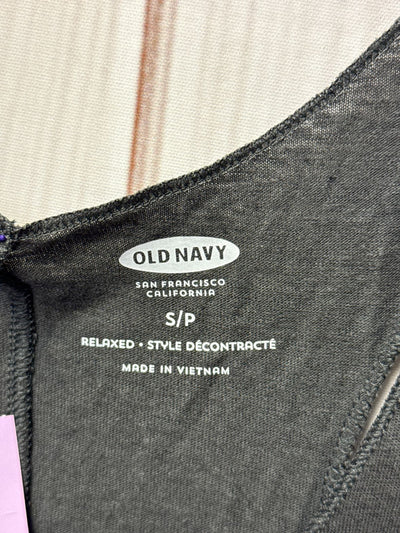 OLD NAVY
SAN FRANCISCO
CALIFORNIA
S/P
RELAXED • STYLE DÉCONTRACTÉ
MADE IN VIETNAM